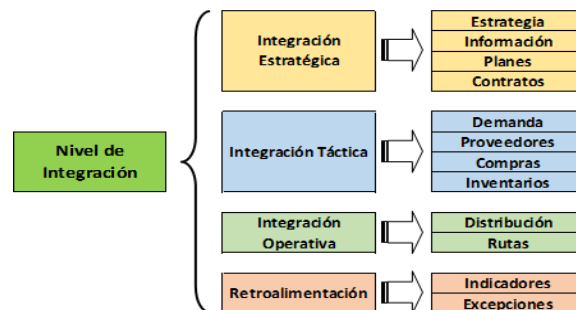 Nivel de
Integración
Integración
Estratégica
Estrategia
Información
Planes
Contratos
Integración Táctica
Demanda
Proveedores
Compras
Inventarios
Integración
Operativa
Distribución
Rutas
Retroalimentación
Indicadores
Excepciones